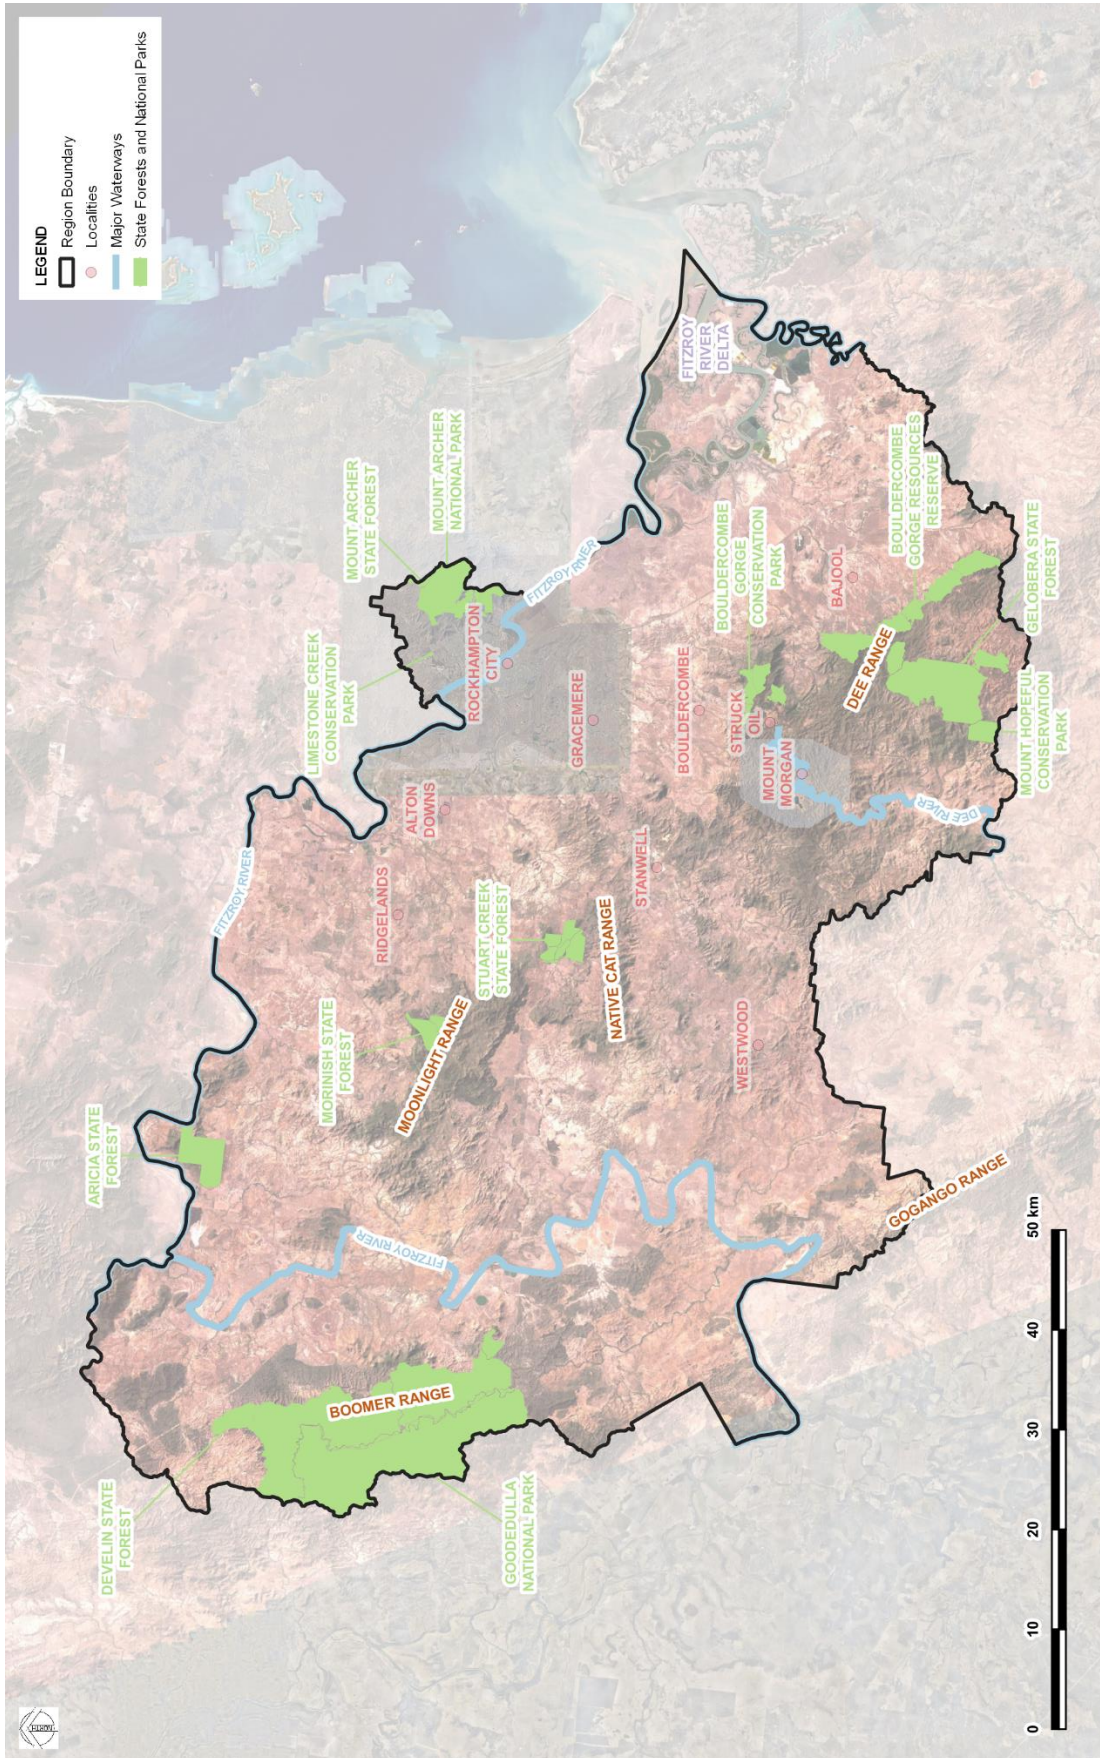 LEGEND
Region Boundary
Localities
Major Waterways
State Forests and National Parks
ARICIA STATE
FOREST
DEVELIN STATE
FOREST
FITZROY RIVER
LIMESTONE CREEK
CONSERVATION
PARK
MOUNT ARCHER
STATE FOREST
MOUNT ARCHER
NATIONAL PARK
MORINISH STATE
FOREST
RIDGELANDS
ALTON
DOWNS
ROCKHAMPTON
CITY
FITZROY RIVER
BOOMER RANGE
FITZROY RIVER
MOONLIGHT RANGE
STUART CREEK
STATE FOREST
GOODEDULLA
NATIONAL PARK
NATIVE CAT RANGE
STANWELL
GRACEMERE
BOULDERCOMBE
FITZROY
RIVER
DELTA
WESTWOOD
MOUNT
MORGAN
STRUCK
OIL
BOULDERCOMBE
GORGE
CONSERVATION
PARK
BAJOOL
DEE RANGE
BOULDERCOMBE
GORGE RESOURCES
RESERVE
DEE RIVER
GOGANGO RANGE
MOUNT HOPEFUL
CONSERVATION
PARK
GELOBERA STATE
FOREST
0
10
20
30
40
50 km